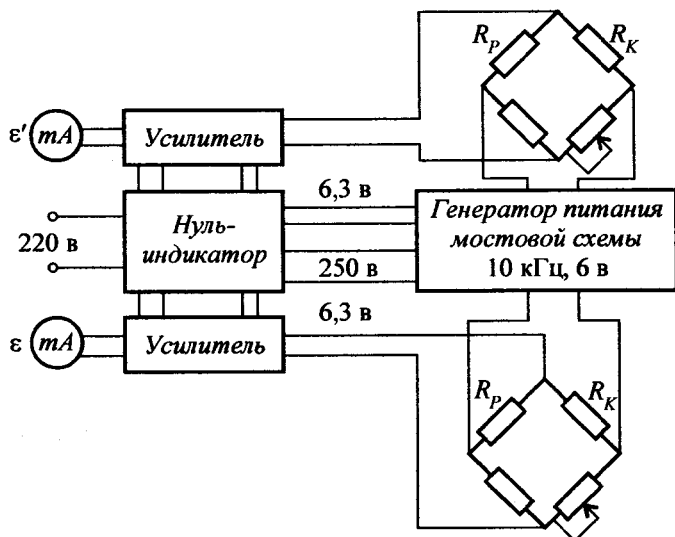 R_P
R_K
ε′
mA
Усилитель
6,3 в
220 в
Нуль-
индикатор
250 в
Генератор питания
мостовой схемы
10 кГц, 6 в
6,3 в
ε
mA
Усилитель
R_P
R_K